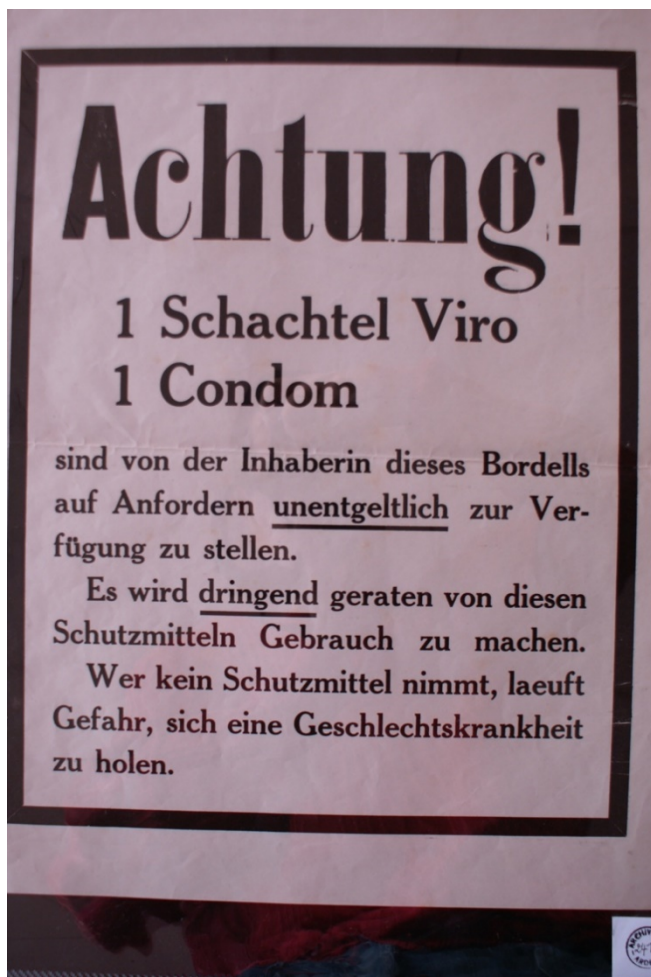 Achtung!
1 Schachtel Viro
1 Condom
sind von der Inhaberin dieses Bordells
auf Anfordern unentgeltlich zur Ver-
fügung zu stellen.
Es wird dringend geraten von diesen
Schutzmitteln Gebrauch zu machen.
Wer kein Schutzmittel nimmt, laeuft
Gefahr, sich eine Geschlechtskrankheit
zu holen.